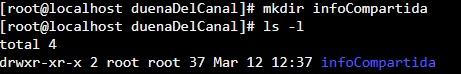 [root@localhost duenaDelCanal]# mkdir infoCompartida
[root@localhost duenaDelCanal]# ls -l
total 4
drwxr-xr-x 2 root root 37 Mar 12 12:37 infoCompartida